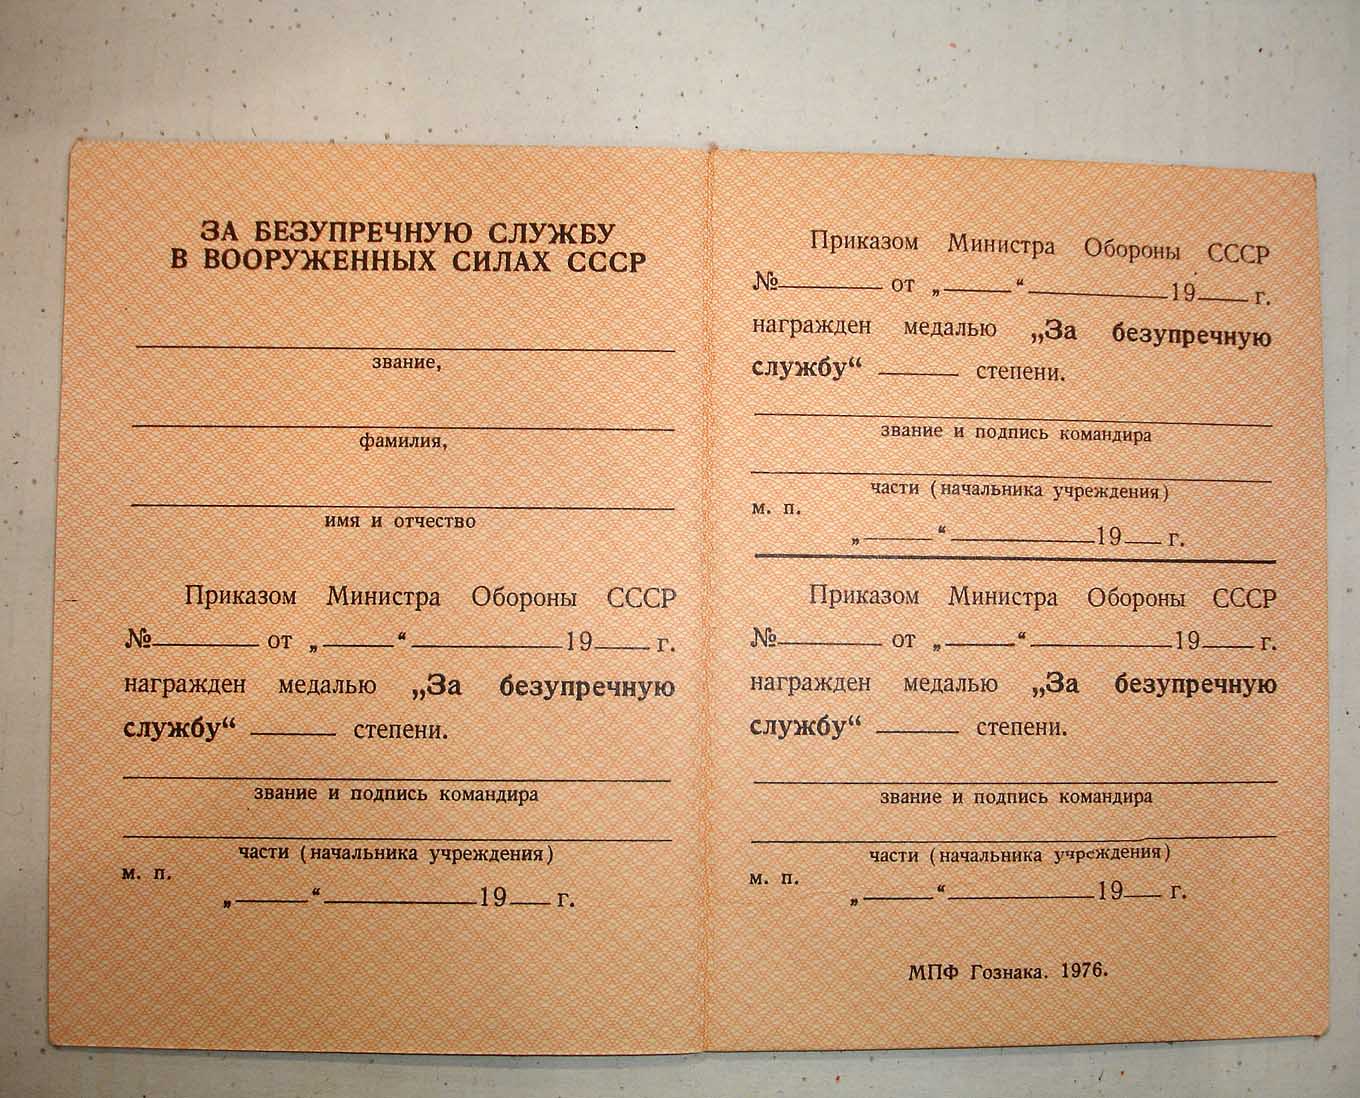 ЗА БЕЗУПРЕЧНУЮ СЛУЖБУ
В ВООРУЖЕННЫХ СИЛАХ СССР
звание,
фамилия,
имя и отчество
Приказом Министра Обороны СССР
№ от „ “ 19 г.
награжден медалью „За безупречную
службу“ степени.
звание и подпись командира
части (начальника учреждения)
м. п.
„ “ 19 г.
Приказом Министра Обороны СССР
№ от „ “ 19 г.
награжден медалью „За безупречную
службу“ степени.
звание и подпись командира
части (начальника учреждения)
м. п.
„ “ 19 г.
Приказом Министра Обороны СССР
№ от „ “ 19 г.
награжден медалью „За безупречную
службу“ степени.
звание и подпись командира
части (начальника учреждения)
м. п.
„ “ 19 г.
МПФ Гознака. 1976.